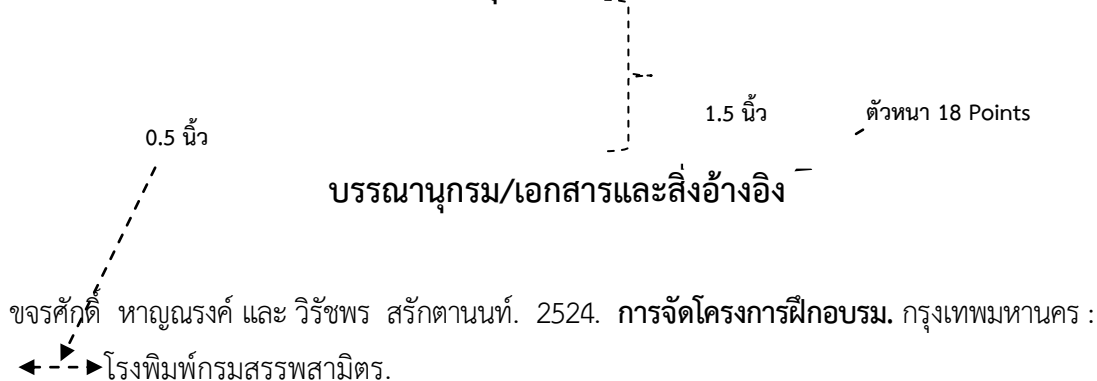 1.5 นิ้ว ตัวหนา 18 Points
0.5 นิ้ว
บรรณานุกรม/เอกสารและสิ่งอ้างอิง
ขจรศักดิ์ หาญณรงค์ และ วิรัชพร สรักตานนท์. 2524. การจัดโครงการฝึกอบรม. กรุงเทพมหานคร :
โรงพิมพ์กรมสรรพสามิตร.